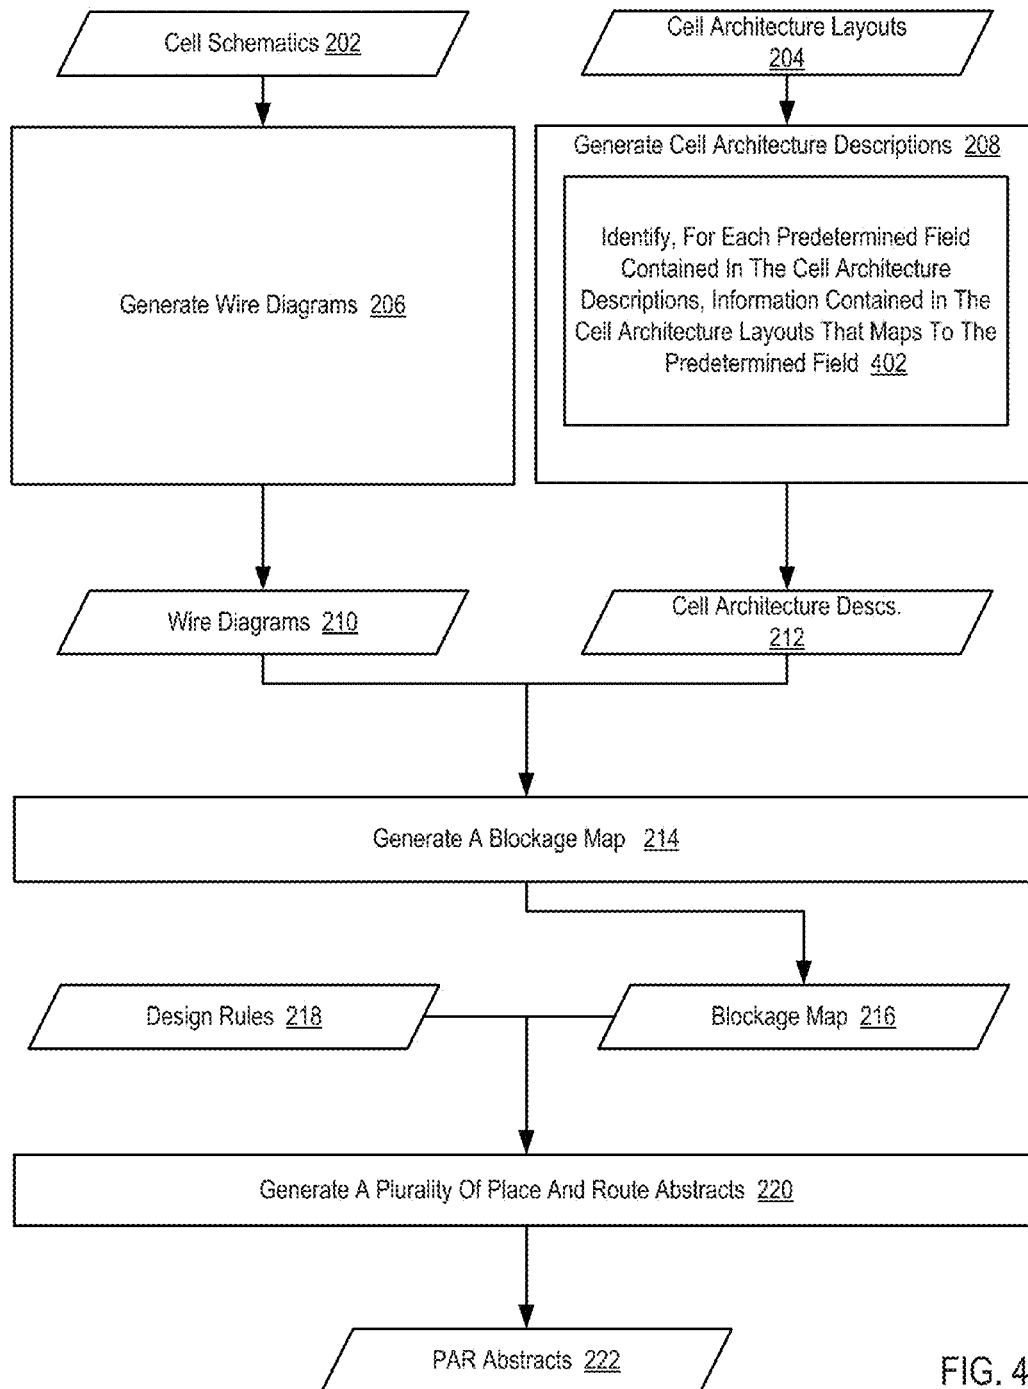 Cell Schematics 202
Cell Architecture Layouts
204
Generate Wire Diagrams 206
Generate Cell Architecture Descriptions 208
Identify, For Each Predetermined Field
Contained In The Cell Architecture
Descriptions, Information Contained In The
Cell Architecture Layouts That Maps To The
Predetermined Field 402
Wire Diagrams 210
Cell Architecture Descs.
212
Generate A Blockage Map 214
Design Rules 218
Blockage Map 216
Generate A Plurality Of Place And Route Abstracts 220
PAR Abstracts 222
FIG. 4